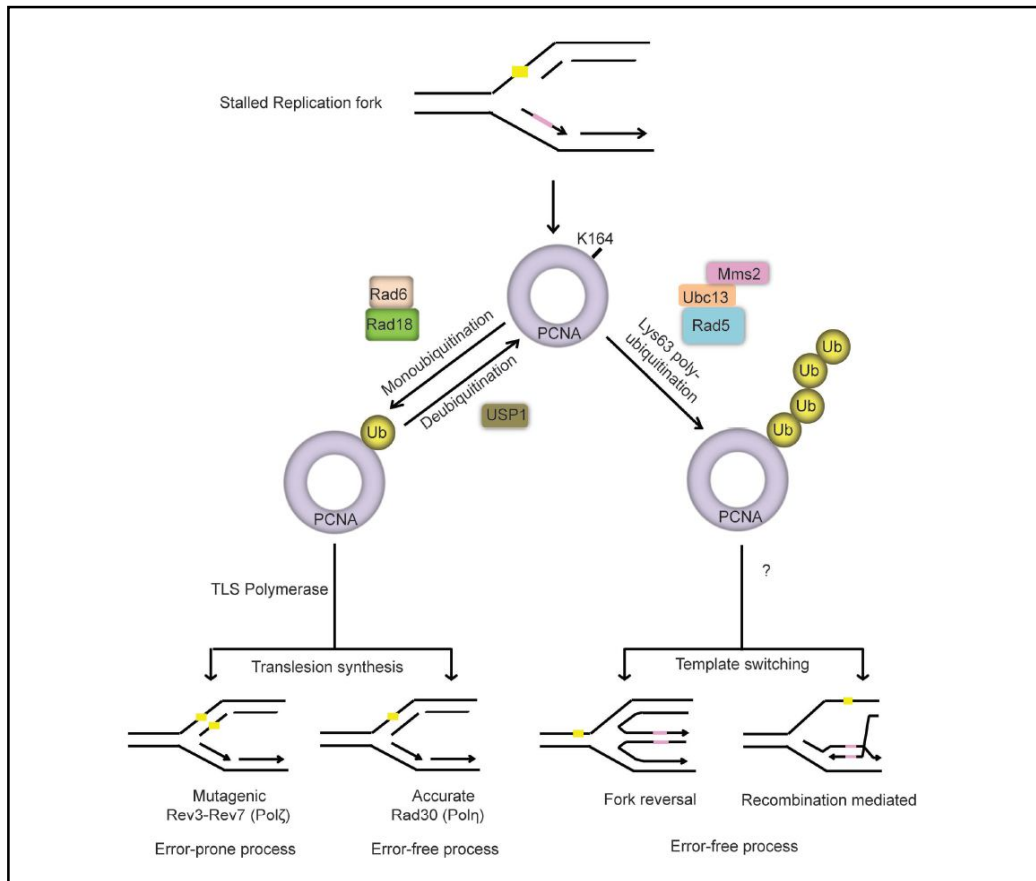 Stalled Replication fork
K164
Mms2
Rad6
Ubc13
Rad18
Rad5
PCNA
Monoubiquitination
Deubiquitination
Lys63 poly-
ubiquitination
USP1
Ub
Ub
Ub
Ub
Ub
PCNA
PCNA
TLS Polymerase
?
Translesion synthesis
Template switching
Mutagenic
Rev3-Rev7 (Polζ)
Accurate
Rad30 (Polη)
Fork reversal
Recombination mediated
Error-prone process
Error-free process
Error-free process